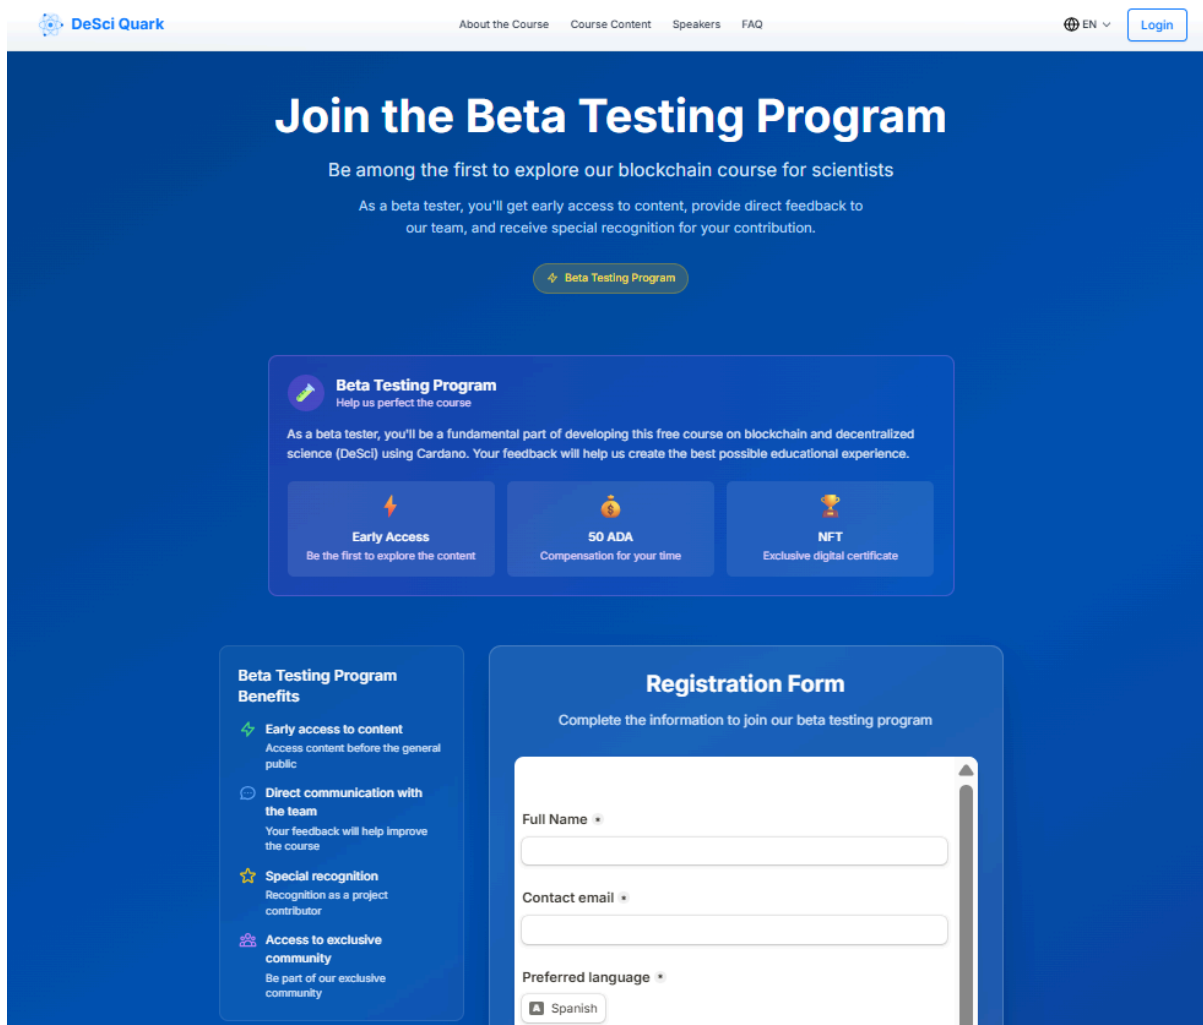 DeSci Quark
About the Course
Course Content
Speakers
FAQ
EN
Login
Join the Beta Testing Program
Be among the first to explore our blockchain course for scientists
As a beta tester, you'll get early access to content, provide direct feedback to
our team, and receive special recognition for your contribution.
Beta Testing Program
Beta Testing Program
Help us perfect the course
As a beta tester, you'll be a fundamental part of developing this free course on blockchain and decentralized
science (DeSci) using Cardano. Your feedback will help us create the best possible educational experience.
Early Access
Be the first to explore the content
50 ADA
Compensation for your time
NFT
Exclusive digital certificate
Beta Testing Program
Benefits
Early access to content
Access content before the general
public
Direct communication with
the team
Your feedback will help improve
the course
Special recognition
Recognition as a project
contributor
Access to exclusive
community
Be part of our exclusive
community
Registration Form
Complete the information to join our beta testing program
Full Name *
Contact email *
Preferred language *
A Spanish